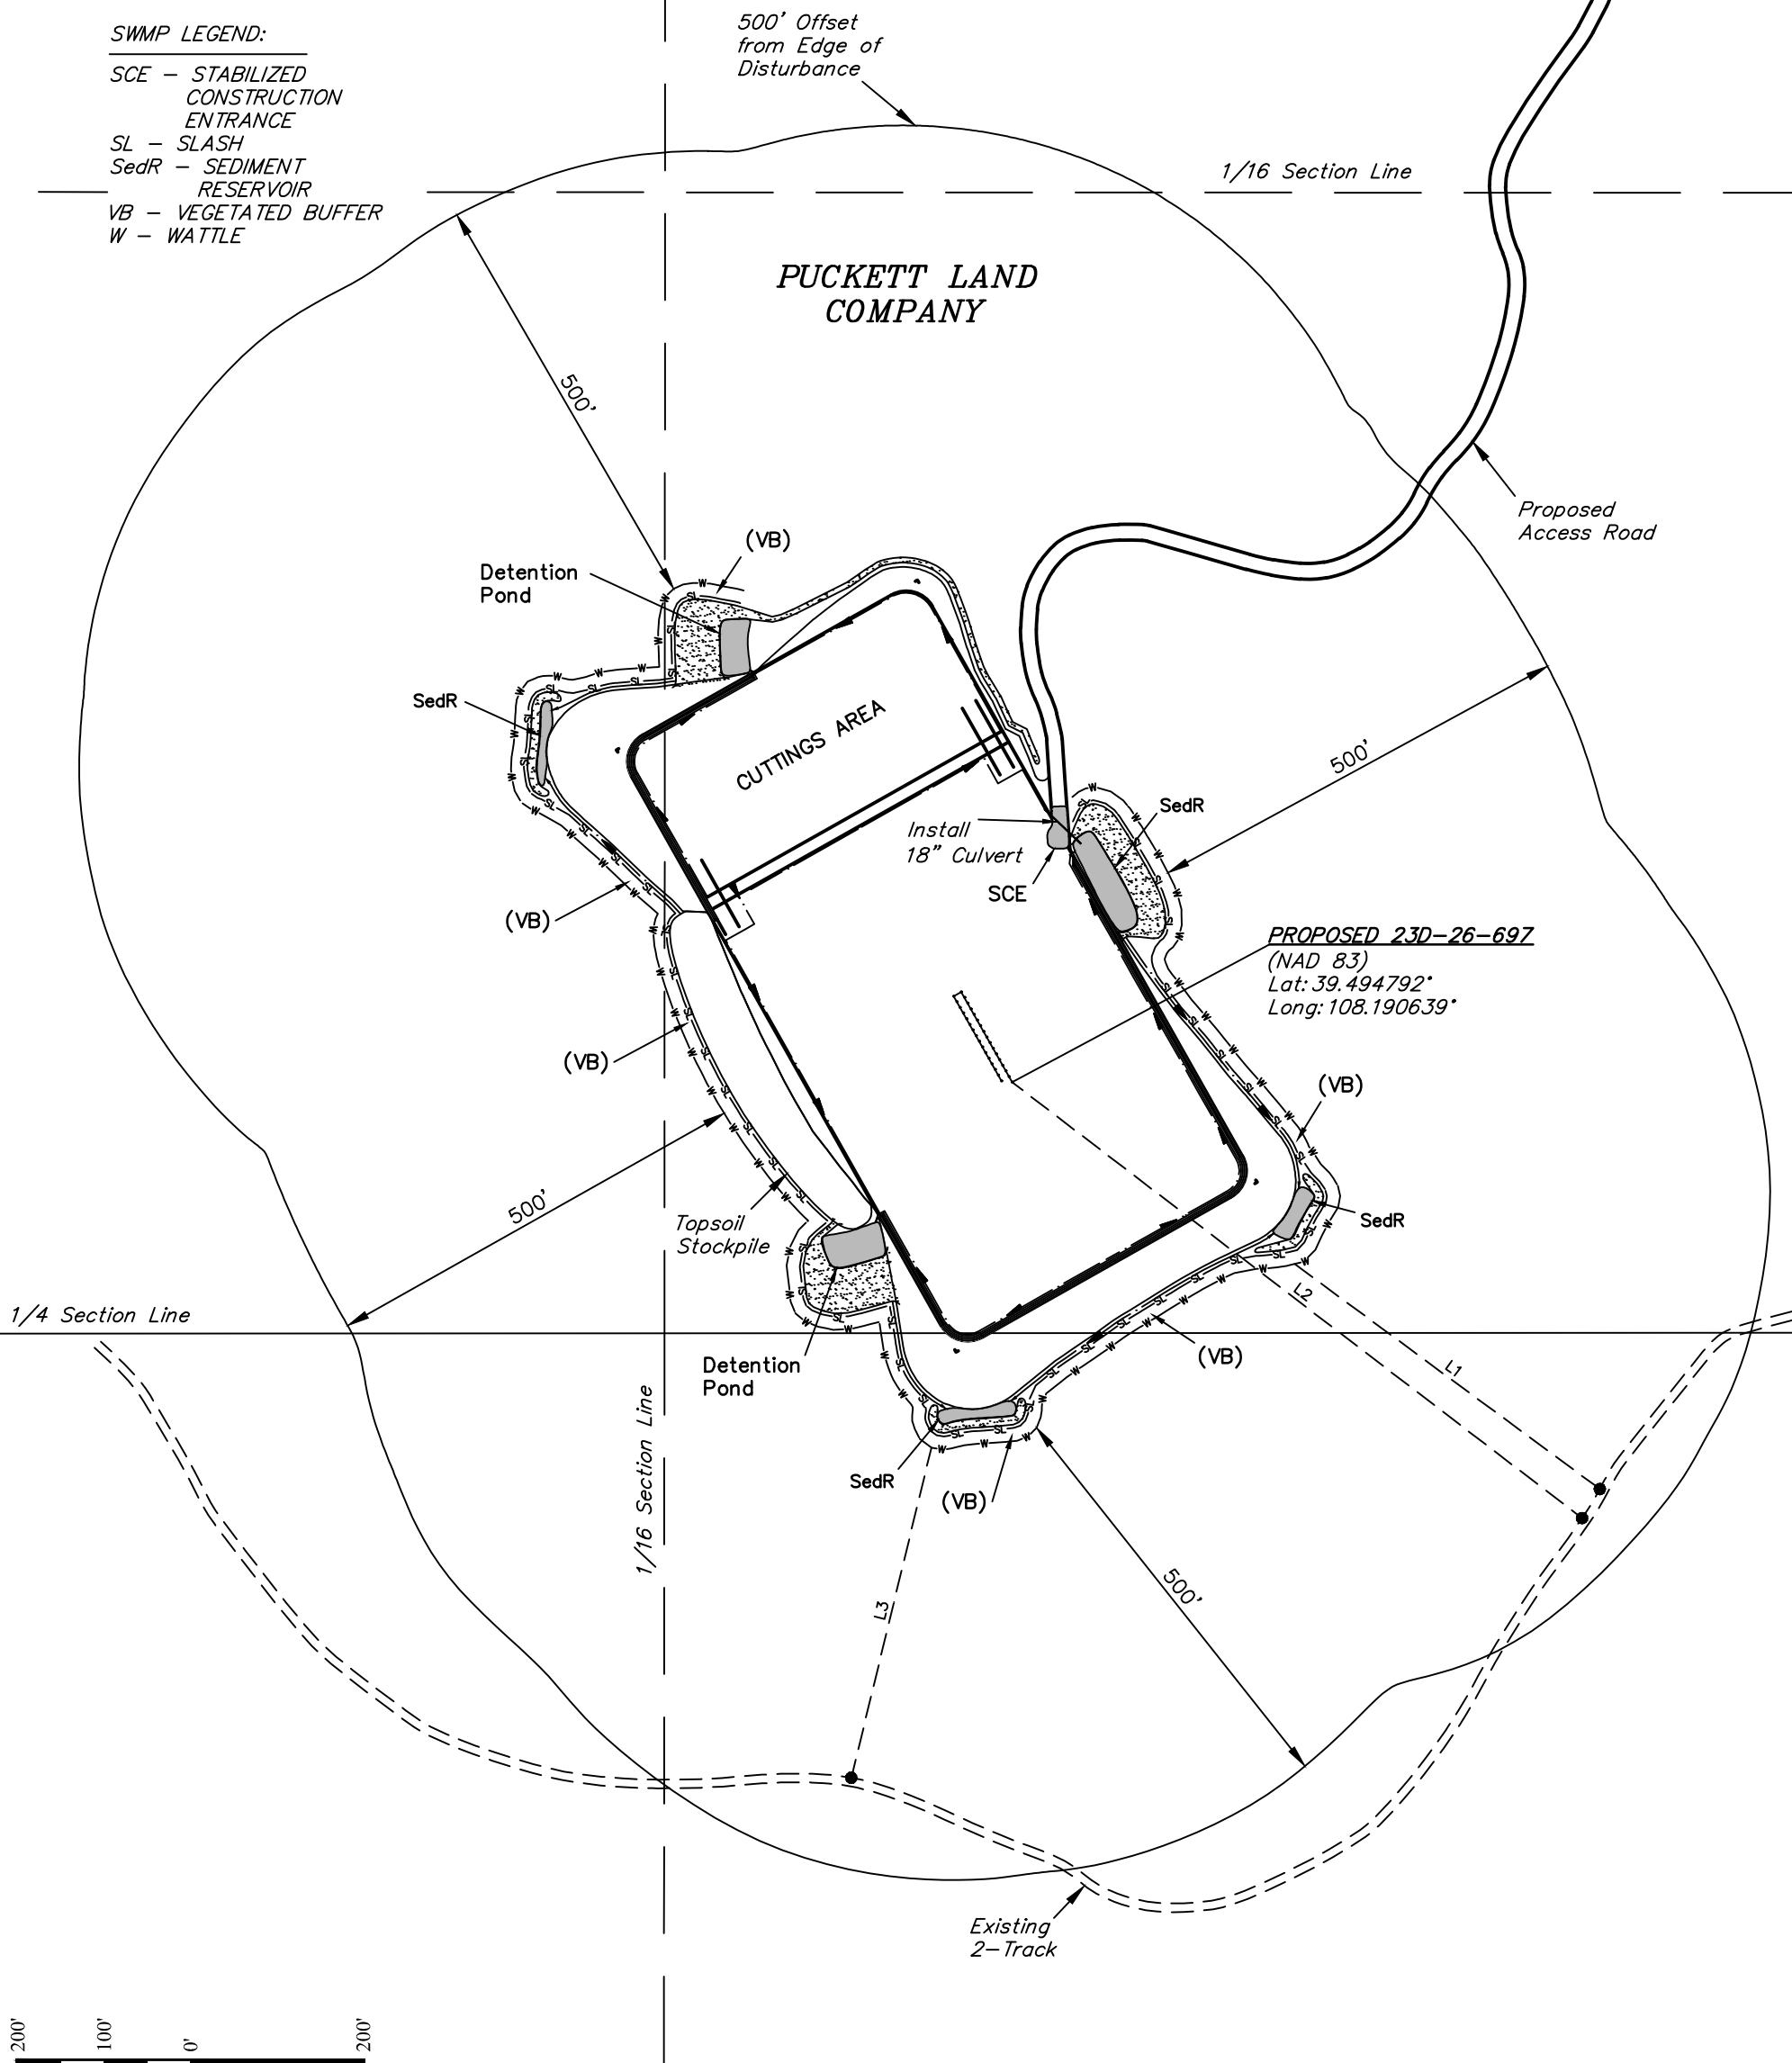 SWMP LEGEND:
SCE – STABILIZED
CONSTRUCTION
ENTRANCE
SL – SLASH
SedR – SEDIMENT
RESERVOIR
VB – VEGETATED BUFFER
W – WATTLE
500' Offset
from Edge of
Disturbance
1/16 Section Line
PUCKETT LAND
COMPANY
500'
Proposed
Access Road
(VB)
Detention
Pond
SedR
CUTTINGS AREA
500'
SedR
Install
18" Culvert
SCE
(VB)
PROPOSED 23D-26-697
(NAD 83)
Lat: 39.494792°
Long: 108.190639°
(VB)
(VB)
500'
Topsoil
Stockpile
SedR
1/4 Section Line
L2
L1
Detention
Pond
(VB)
1/16 Section Line
SedR
(VB)
L3
500'
Existing
2-Track
200'
100'
0'
200'